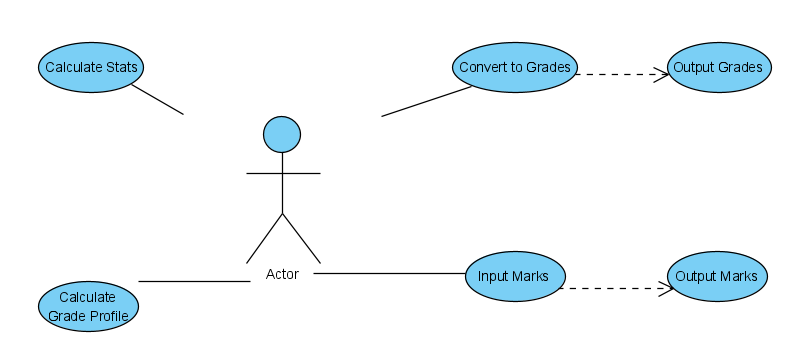 Calculate Stats
Convert to Grades
Output Grades
Actor
Input Marks
Output Marks
Calculate
Grade Profile